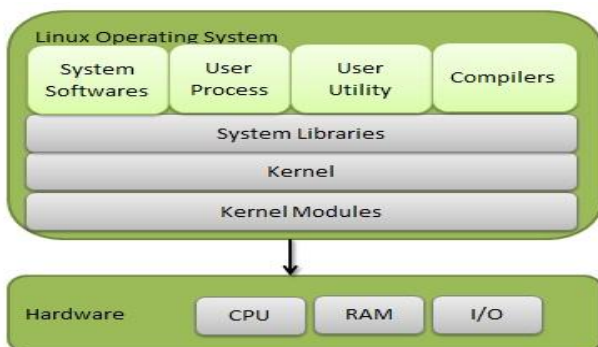 Linux Operating System
System Softwares
User Process
User Utility
Compilers
System Libraries
Kernel
Kernel Modules
Hardware
CPU
RAM
I/O